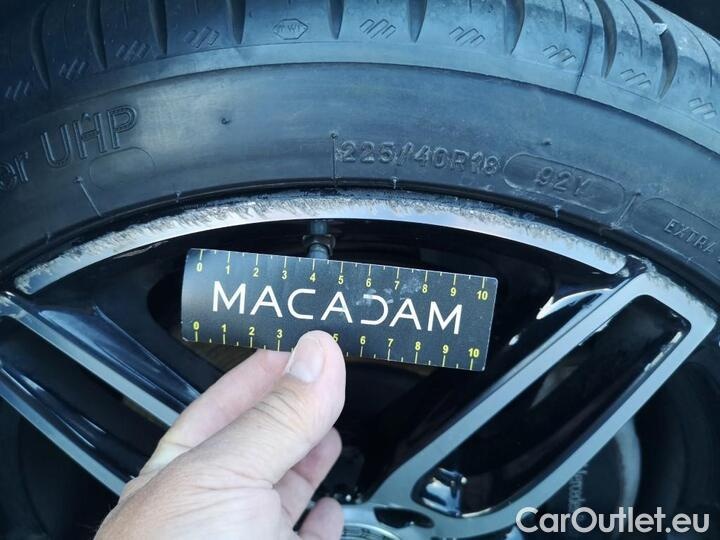 TWI
er UHP
225/40R18 92Y
EXTRA
0 1 2 3 4 5 6 7 8 9 10
MACADAM
0 1 2 3 5 6 7 8 9 10
CarOutlet.eu